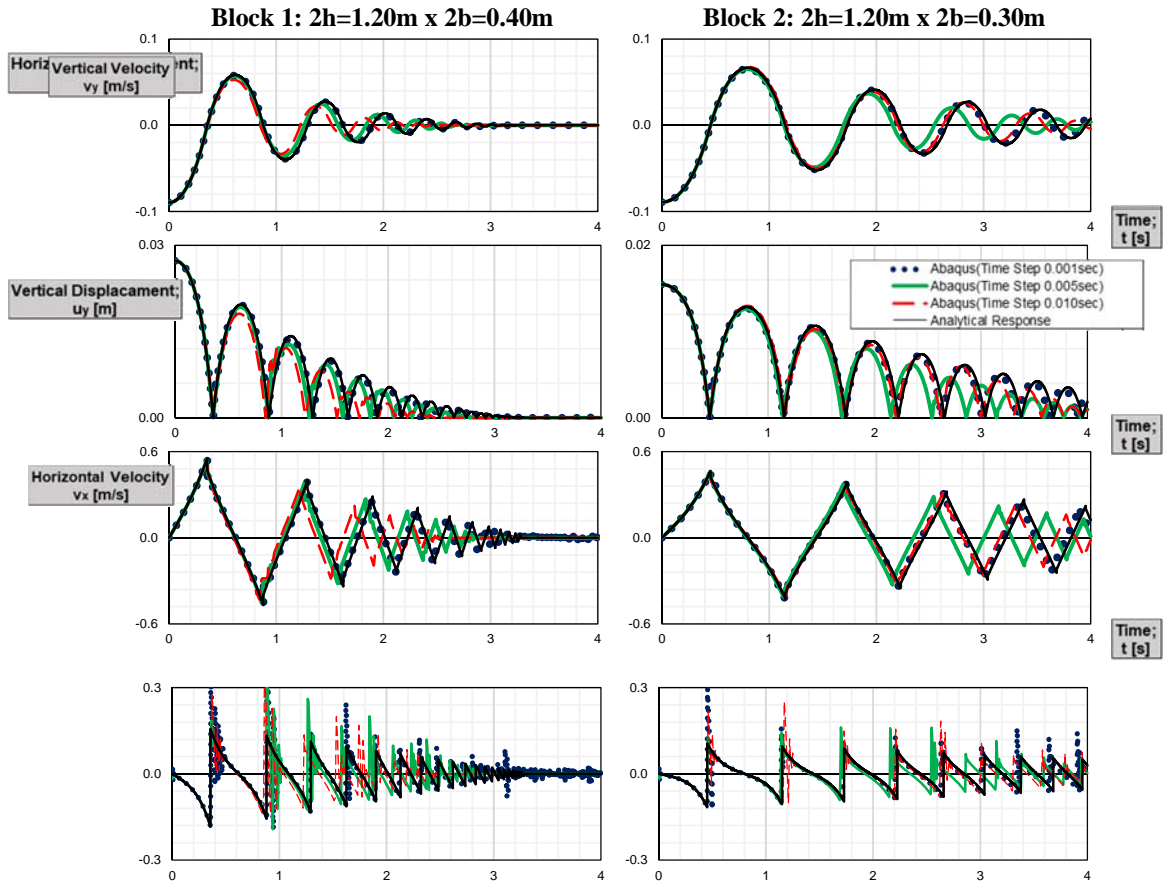 Block 1: 2h=1.20m x 2b=0.40m
Block 2: 2h=1.20m x 2b=0.30m
Horiz
ent;
Vertical Velocity
vy [m/s]
0.1
0.0
-0.1
0 1 2 3 4
0.1
0.0
-0.1
0 1 2 3 4
Time;
t [s]
Vertical Displacament;
uy [m]
0.03
0.00
0 1 2 3 4
0.02
0.00
0 1 2 3 4
Abaqus(Time Step 0.001sec)
Abaqus(Time Step 0.005sec)
Abaqus(Time Step 0.010sec)
Analytical Response
Time;
t [s]
Horizontal Velocity
vx [m/s]
0.6
0.0
-0.6
0 1 2 3 4
0.6
0.0
-0.6
0 1 2 3 4
Time;
t [s]
0.3
0.0
-0.3
0 1 2 3 4
0.3
0.0
-0.3
0 1 2 3 4